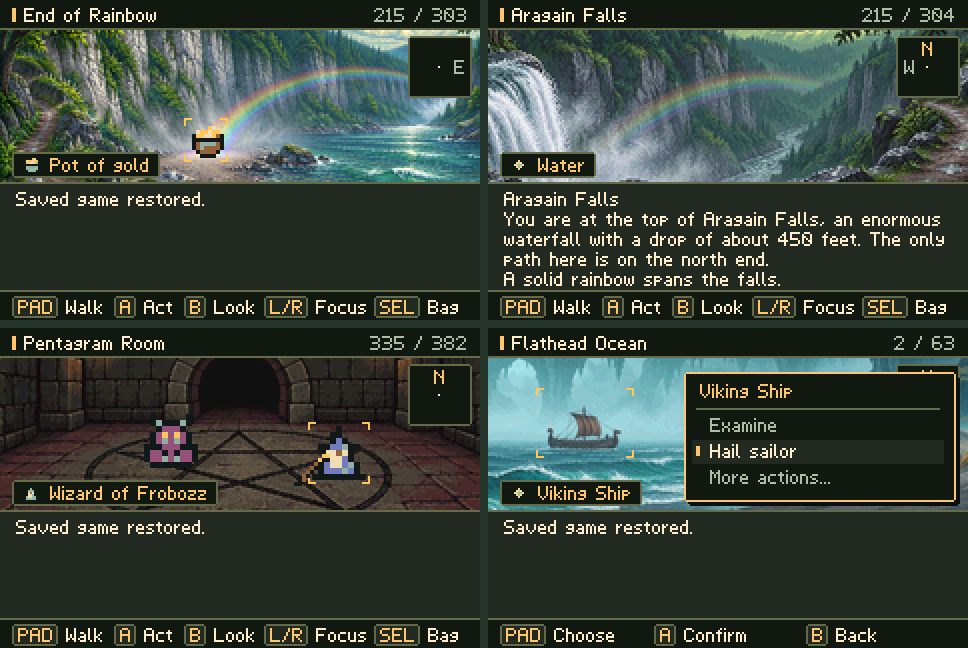 End of Rainbow 215 / 303
E
Pot of gold
Saved game restored.
PAD Walk A Act B Look L/R Focus SEL Bag
Aragain Falls 215 / 304
N
W
Water
Aragain Falls
You are at the top of Aragain Falls, an enormous
waterfall with a drop of about 450 feet. The only
path here is on the north end.
A solid rainbow spans the falls.
PAD Walk A Act B Look L/R Focus SEL Bag
Pentagram Room 335 / 382
N
Wizard of Frobozz
Saved game restored.
PAD Walk A Act B Look L/R Focus SEL Bag
Flathead Ocean 2 / 63
Viking Ship
Examine
Hail sailor
More actions...
Viking Ship
Saved game restored.
PAD Choose A Confirm B Back